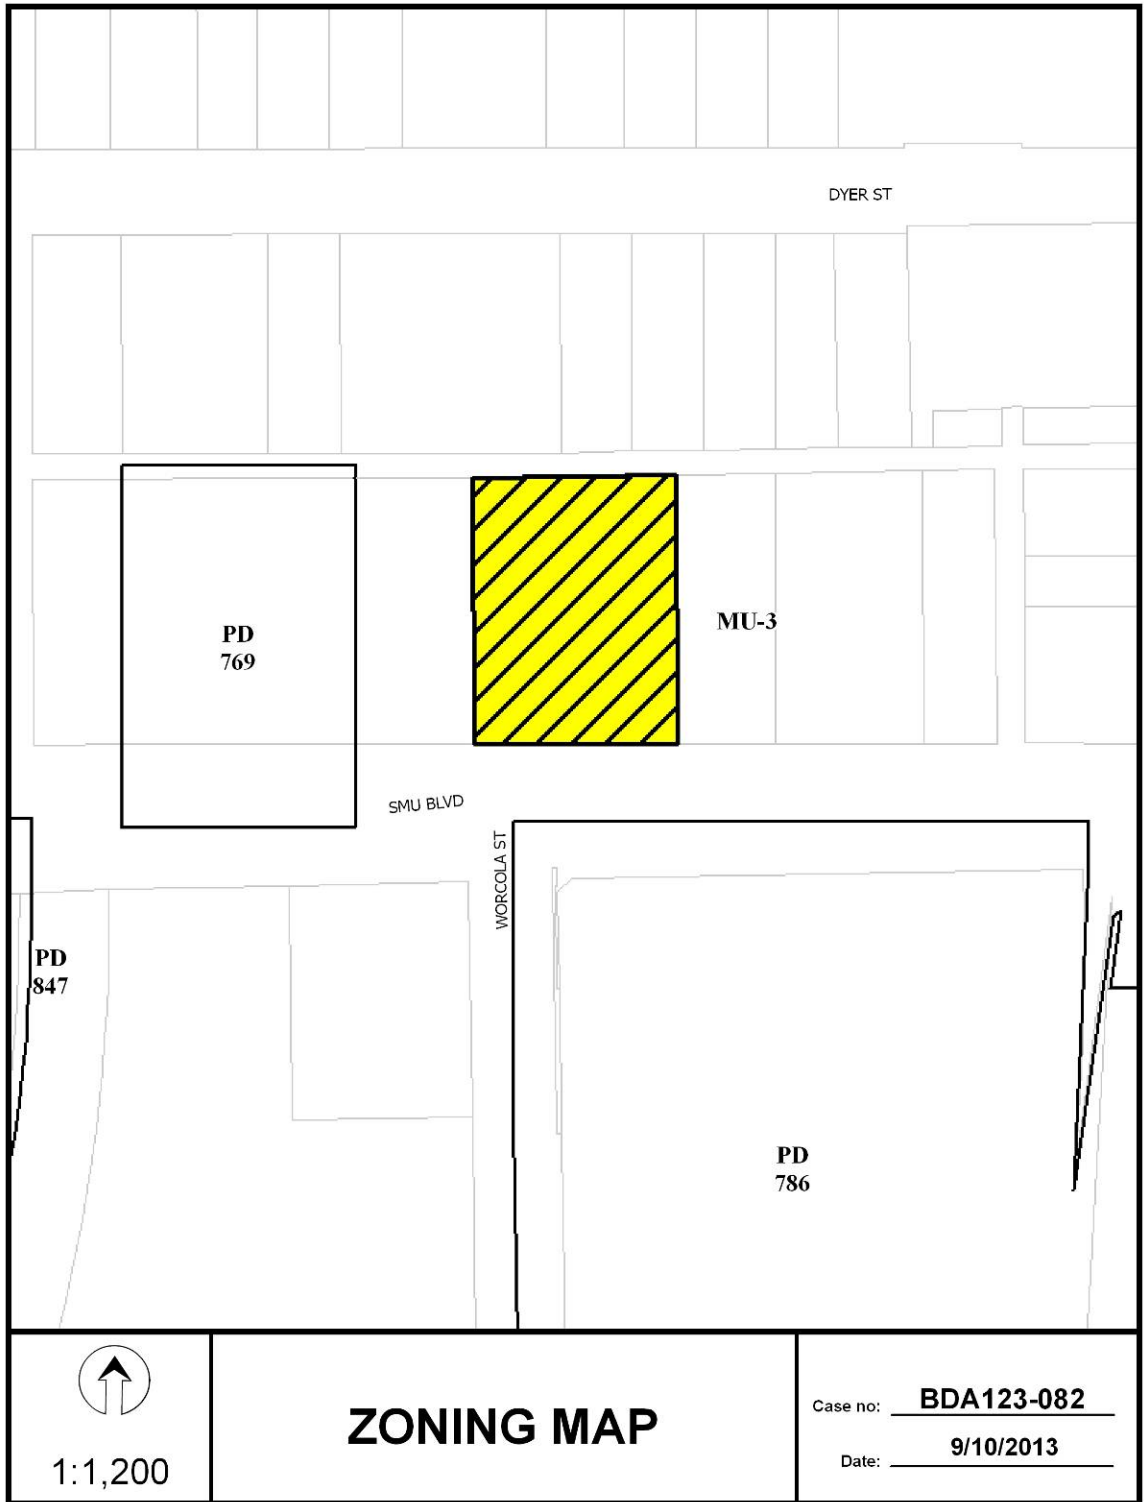 DYER ST
MU-3
PD
769
SMU BLVD
WORCOLA ST
PD
847
PD
786
1:1,200
ZONING MAP
Case no: BDA123-082
Date: 9/10/2013